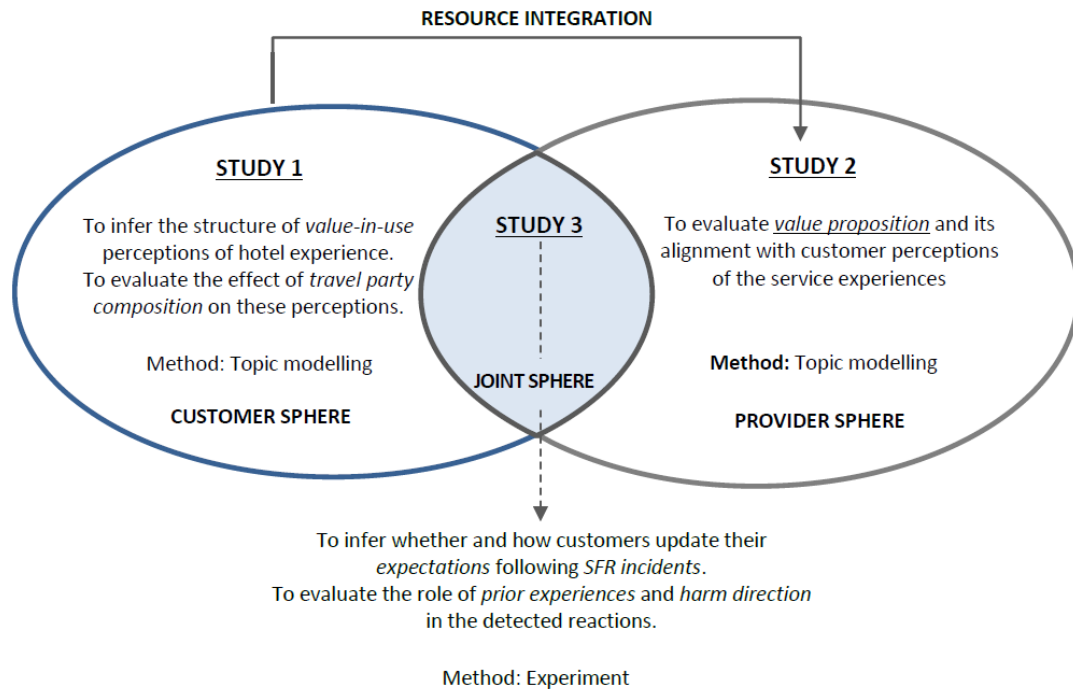 RESOURCE INTEGRATION
STUDY 1
To infer the structure of value-in-use
perceptions of hotel experience.
To evaluate the effect of travel party
composition on these perceptions.
Method: Topic modelling
CUSTOMER SPHERE
STUDY 3
JOINT SPHERE
STUDY 2
To evaluate value proposition and its
alignment with customer perceptions
of the service experiences
Method: Topic modelling
PROVIDER SPHERE
To infer whether and how customers update their
expectations following SFR incidents.
To evaluate the role of prior experiences and harm direction
in the detected reactions.
Method: Experiment